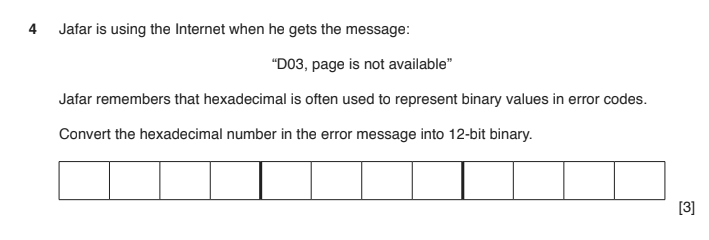 4 Jafar is using the Internet when he gets the message:
“D03, page is not available”
Jafar remembers that hexadecimal is often used to represent binary values in error codes.
Convert the hexadecimal number in the error message into 12-bit binary.
[3]